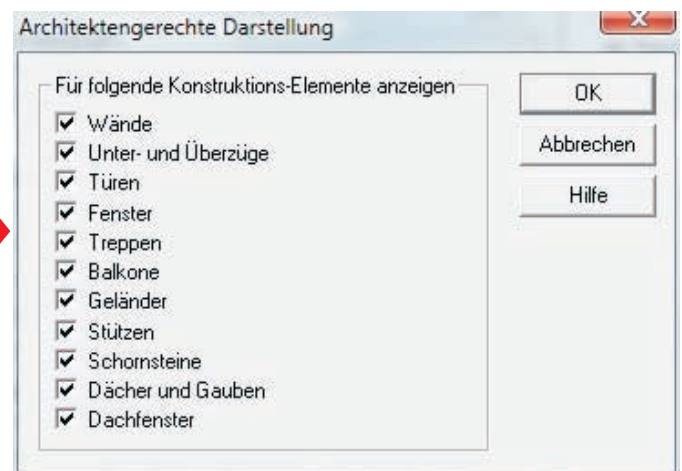 Architektengerechte Darstellung
Für folgende Konstruktions-Elemente anzeigen
Wände
Unter- und Überzüge
Türen
Fenster
Treppen
Balkone
Geländer
Stützen
Schornsteine
Dächer und Gauben
Dachfenster
OK
Abbrechen
Hilfe